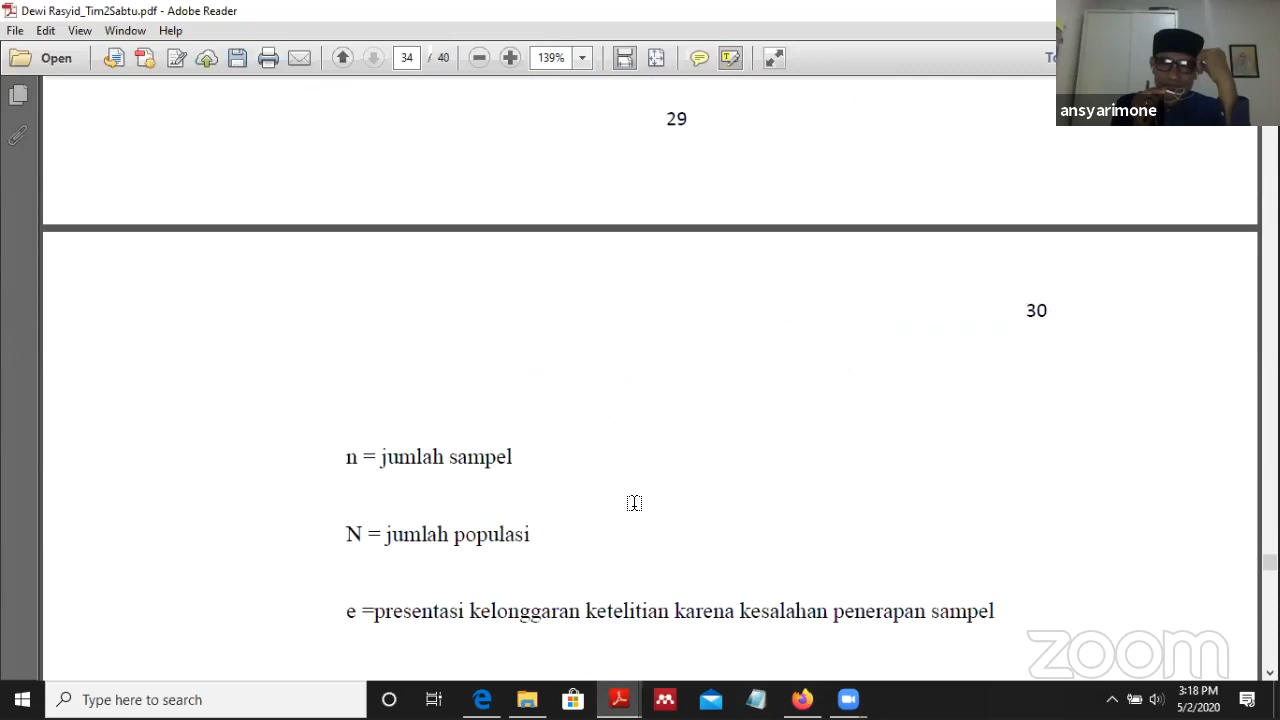 Dewi Rasyid_Tim2Sabtu.pdf - Adobe Reader
File Edit View Window Help
Open 34 / 40 139% To
ansyarimone
29
30
n = jumlah sampel
N = jumlah populasi
e =presentasi kelonggaran ketelitian karena kesalahan penerapan sampel
zoom
Type here to search
3:18 PM
5/2/2020